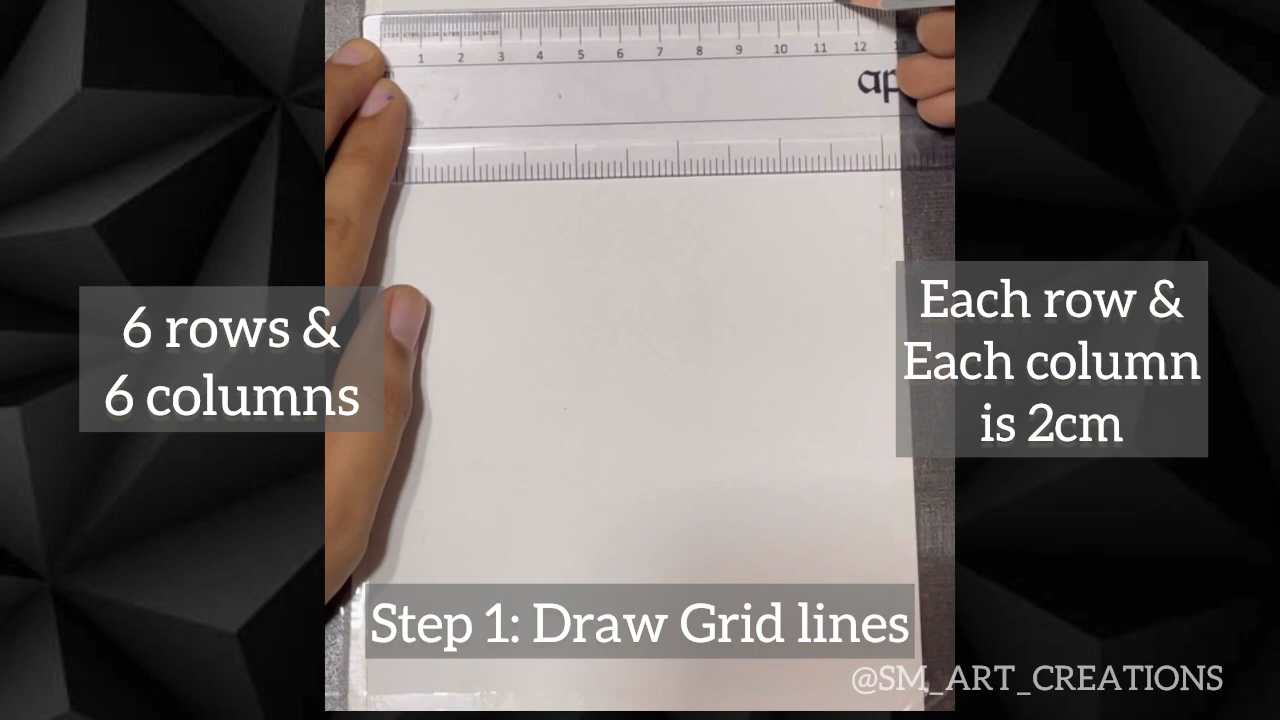 1 2 3 4 5 6 7 8 9 10 11 12 13
ap
6 rows &
6 columns
Each row &
Each column
is 2cm
Step 1: Draw Grid lines
@SM_ART_CREATIONS